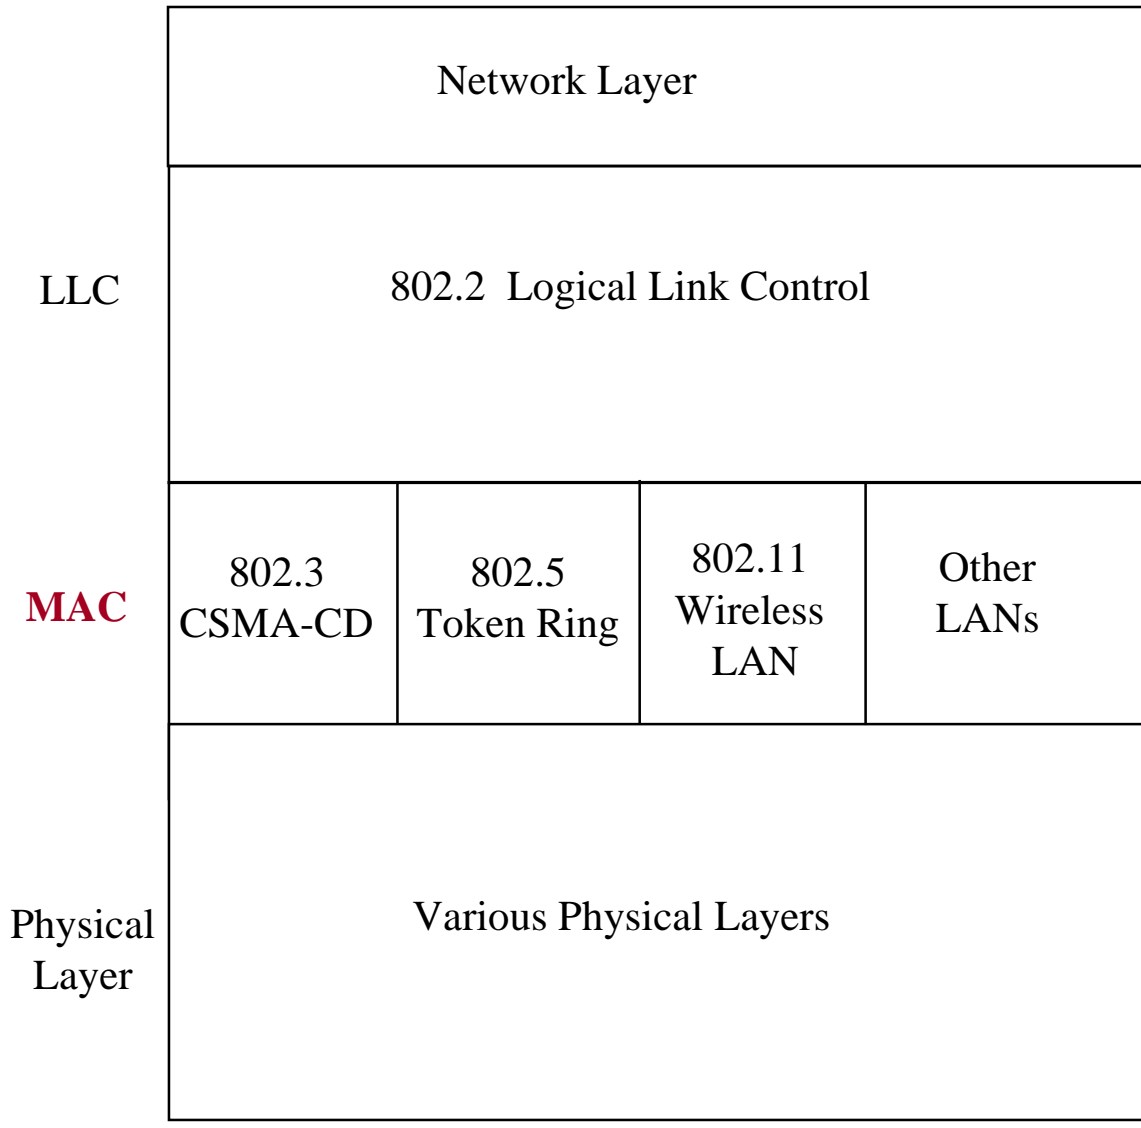 Network Layer
LLC
802.2 Logical Link Control
MAC
802.3
CSMA-CD
802.5
Token Ring
802.11
Wireless
LAN
Other
LANs
Physical
Layer
Various Physical Layers